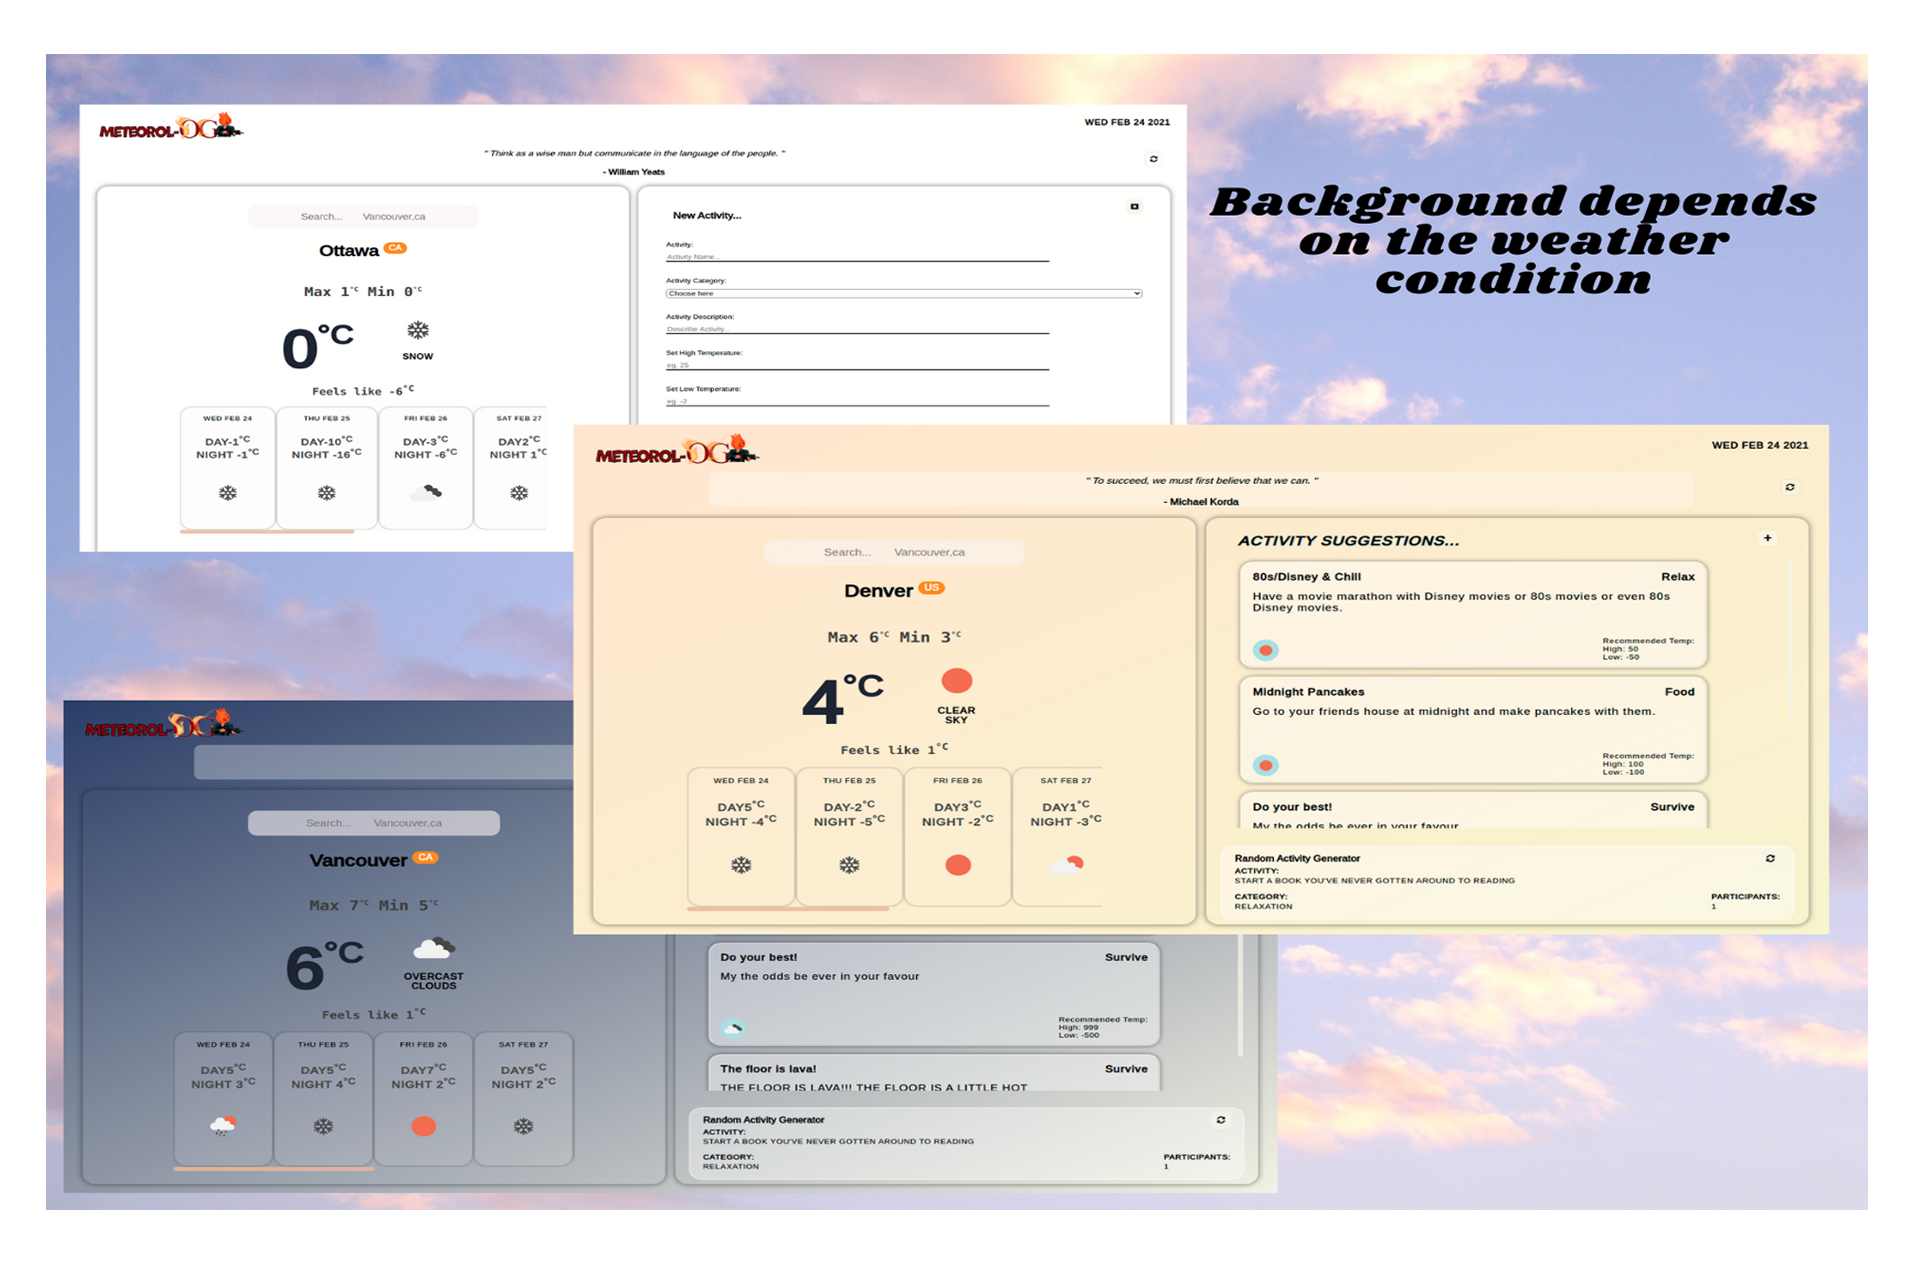 METEOROL-OG
WED FEB 24 2021
" Think as a wise man but communicate in the language of the people. "
- William Yeats
Search... Vancouver,ca
Ottawa CA
Max 1°C Min 0°C
0°C
SNOW
Feels like -6°C
WED FEB 24
DAY-1°C
NIGHT -1°C
THU FEB 25
DAY-10°C
NIGHT -16°C
FRI FEB 26
DAY-3°C
NIGHT -6°C
SAT FEB 27
DAY2°C
NIGHT 1°C
New Activity...
Activity:
Activity Name...
Activity Category:
Choose here
Activity Description:
Describe Activity...
Set High Temperature:
eg. 25
Set Low Temperature:
eg. -2
Background depends
on the weather
condition
METEOROL-OG
WED FEB 24 2021
" To succeed, we must first believe that we can. "
- Michael Korda
Search... Vancouver,ca
Denver US
Max 6°C Min 3°C
4°C
CLEAR
SKY
Feels like 1°C
WED FEB 24
DAY5°C
NIGHT -4°C
THU FEB 25
DAY-2°C
NIGHT -5°C
FRI FEB 26
DAY3°C
NIGHT -2°C
SAT FEB 27
DAY1°C
NIGHT -3°C
ACTIVITY SUGGESTIONS...
+
80s/Disney & Chill Relax
Have a movie marathon with Disney movies or 80s movies or even 80s
Disney movies.
Recommended Temp:
High: 50
Low: -50
Midnight Pancakes Food
Go to your friends house at midnight and make pancakes with them.
Recommended Temp:
High: 100
Low: -100
Do your best! Survive
My the odds be ever in your favour
Random Activity Generator
ACTIVITY:
START A BOOK YOU'VE NEVER GOTTEN AROUND TO READING
CATEGORY: PARTICIPANTS:
RELAXATION 1
METEOROL-OG
Search... Vancouver,ca
Vancouver CA
Max 7°C Min 5°C
6°C
OVERCAST
CLOUDS
Feels like 1°C
WED FEB 24
DAY5°C
NIGHT 3°C
THU FEB 25
DAY5°C
NIGHT 4°C
FRI FEB 26
DAY7°C
NIGHT 2°C
SAT FEB 27
DAY5°C
NIGHT 2°C
Do your best! Survive
My the odds be ever in your favour
Recommended Temp:
High: 999
Low: -500
The floor is lava! Survive
THE FLOOR IS LAVA!!! THE FLOOR IS A LITTLE HOT
Random Activity Generator
ACTIVITY:
START A BOOK YOU'VE NEVER GOTTEN AROUND TO READING
CATEGORY: PARTICIPANTS:
RELAXATION 1